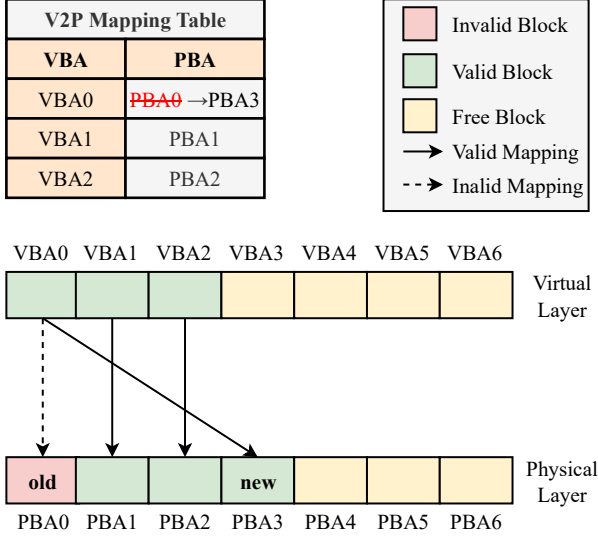 V2P Mapping Table
VBA PBA
VBA0 PBA0 →PBA3
VBA1 PBA1
VBA2 PBA2
Invalid Block
Valid Block
Free Block
Valid Mapping
Inalid Mapping
VBA0 VBA1 VBA2 VBA3 VBA4 VBA5 VBA6
Virtual
Layer
old new
Physical
Layer
PBA0 PBA1 PBA2 PBA3 PBA4 PBA5 PBA6